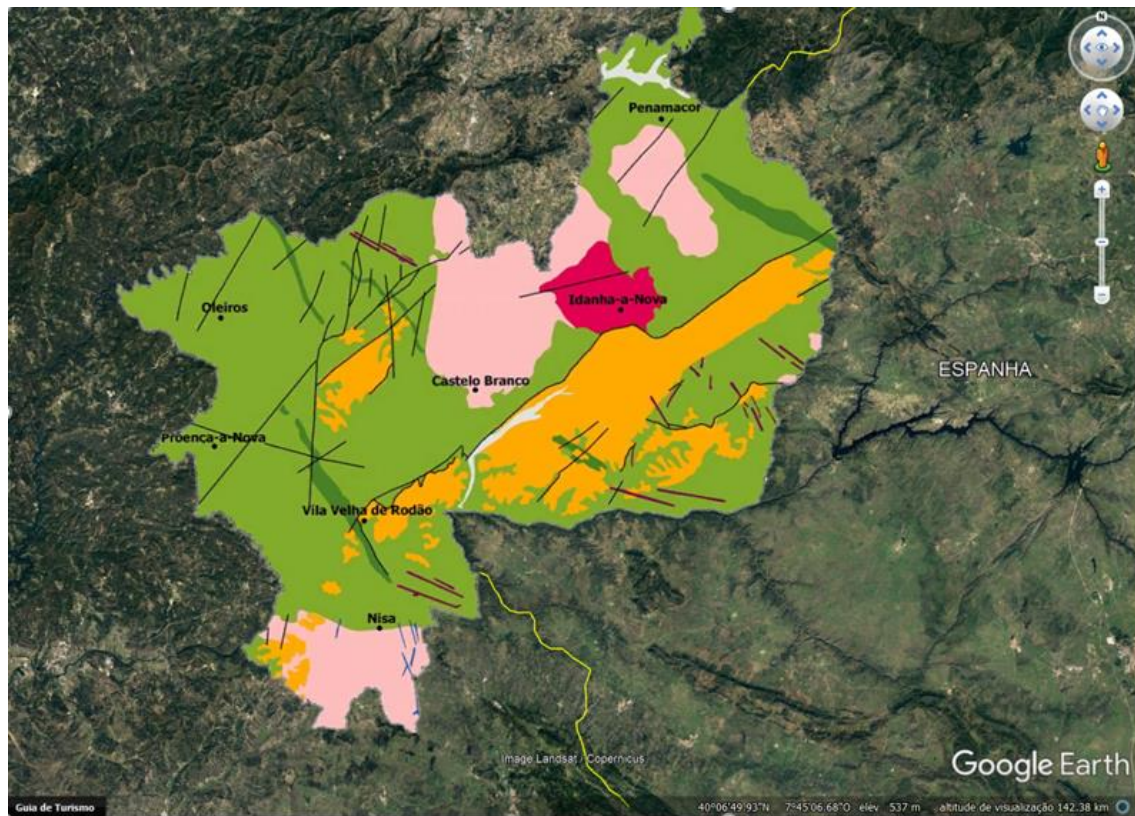 N
Penamacor
Oleiros
Idanha-a-Nova
ESPANHA
Castelo Branco
Proença-a-Nova
Vila Velha de Rodão
Nisa
Image Landsat / Copernicus
Google Earth
Guia de Turismo
40°06'49.93"N 7°45'06.68"O elev 537 m altitude de visualização 142.38 km